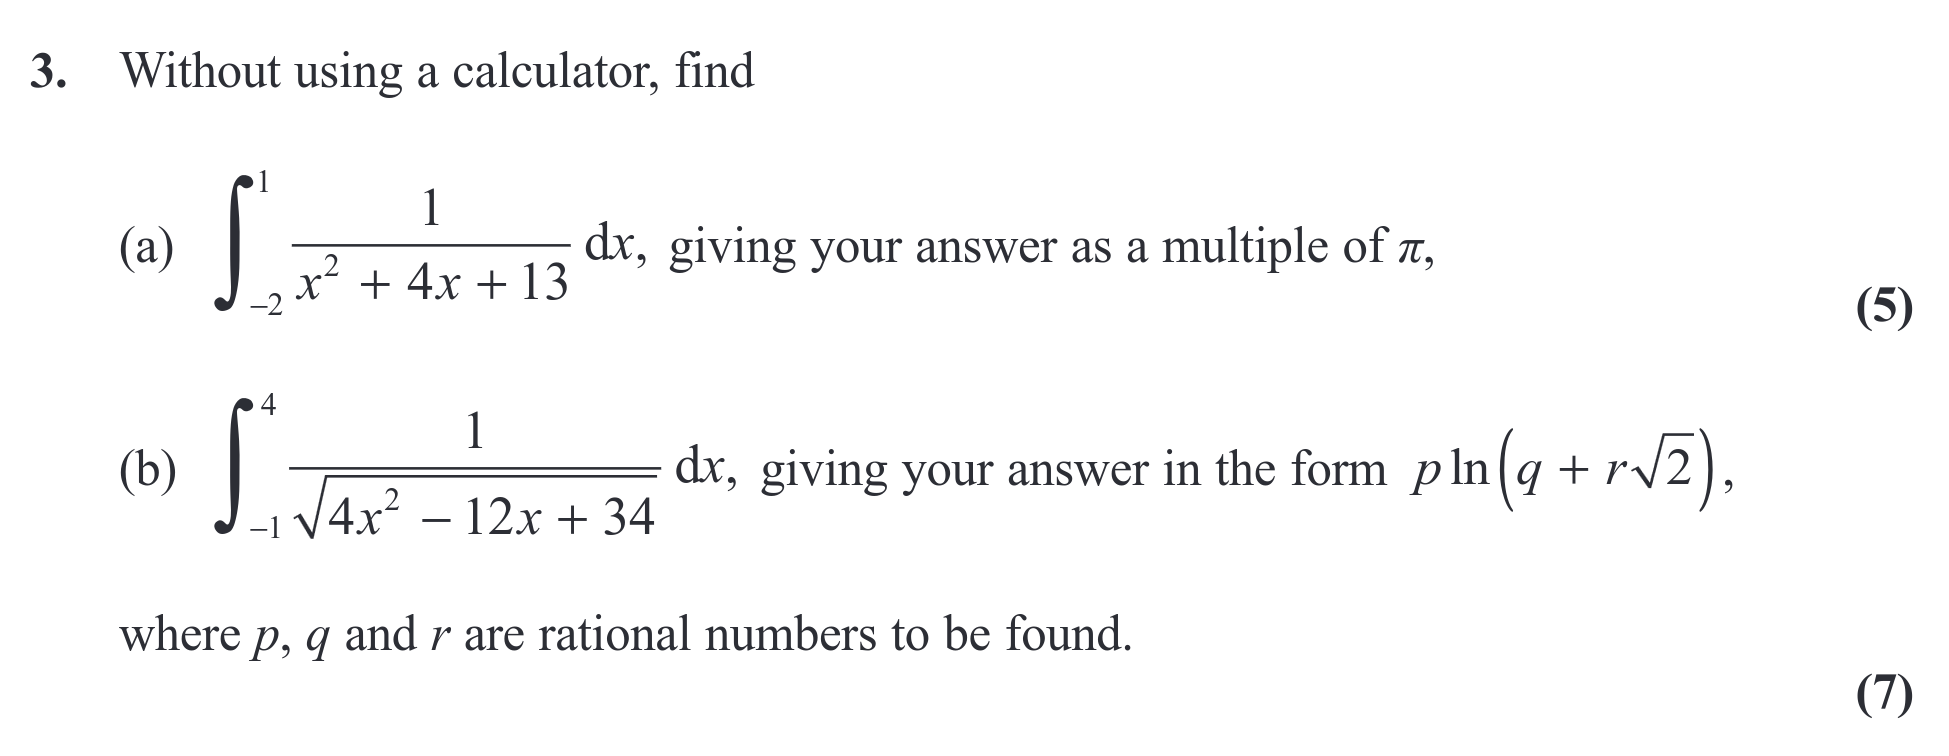 3. Without using a calculator, find
(a) $\int_{-2}^{1} \frac{1}{x^2 + 4x + 13} \, \mathrm{d}x$, giving your answer as a multiple of $\pi$,
(5)
(b) $\int_{-1}^{4} \frac{1}{\sqrt{4x^2 - 12x + 34}} \, \mathrm{d}x$, giving your answer in the form $p \ln\left(q + r\sqrt{2}\right)$,
where $p$, $q$ and $r$ are rational numbers to be found.
(7)